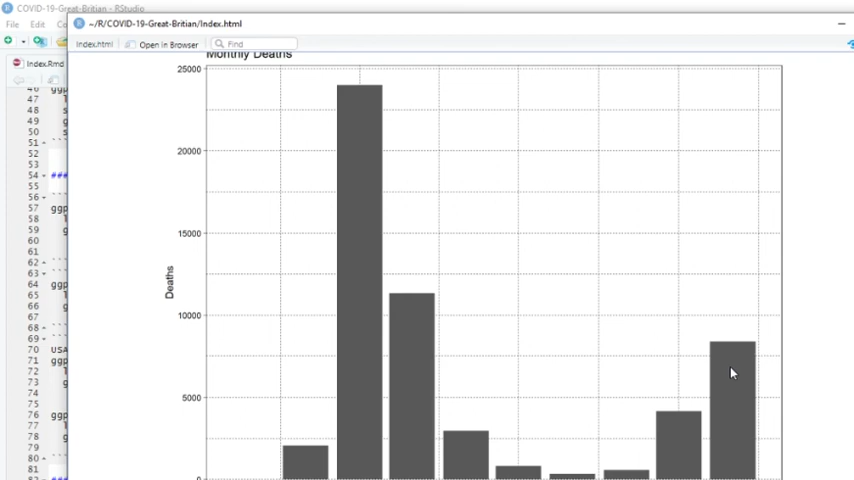 COVID-19-Great-Britian - RStudio
File Edit Co
~/R/COVID-19-Great-Britian/Index.html
Index.html Open in Browser Find
Index.Rmd
Monthly Deaths
25000
20000
15000
10000
5000
0
Deaths
46 ggp
47 l
48 s
49 g
50 s
51 ```
52
53
54 ###
55
56 ```
57 ggp
58 l
59 g
60
61
62 ```
63 ```
64 ggp
65 l
66 g
67
68 ```
69 ```
70 USA
71 ggp
72 l
73 g
74
75
76 ggp
77 l
78 g
79
80 ```
81
82 ###